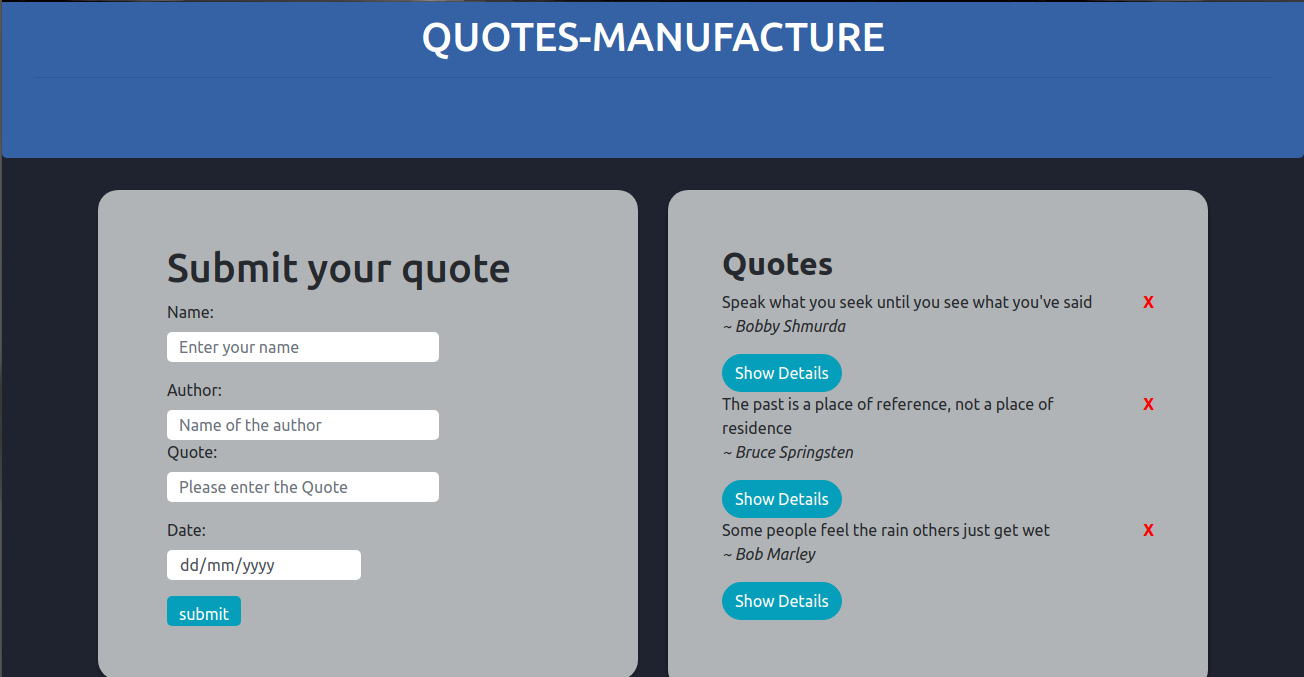 QUOTES-MANUFACTURE
Submit your quote
Name:
Enter your name
Author:
Name of the author
Quote:
Please enter the Quote
Date:
dd/mm/yyyy
submit
Quotes
Speak what you seek until you see what you've said X
~ Bobby Shmurda
Show Details
The past is a place of reference, not a place of X
residence
~ Bruce Springsten
Show Details
Some people feel the rain others just get wet X
~ Bob Marley
Show Details